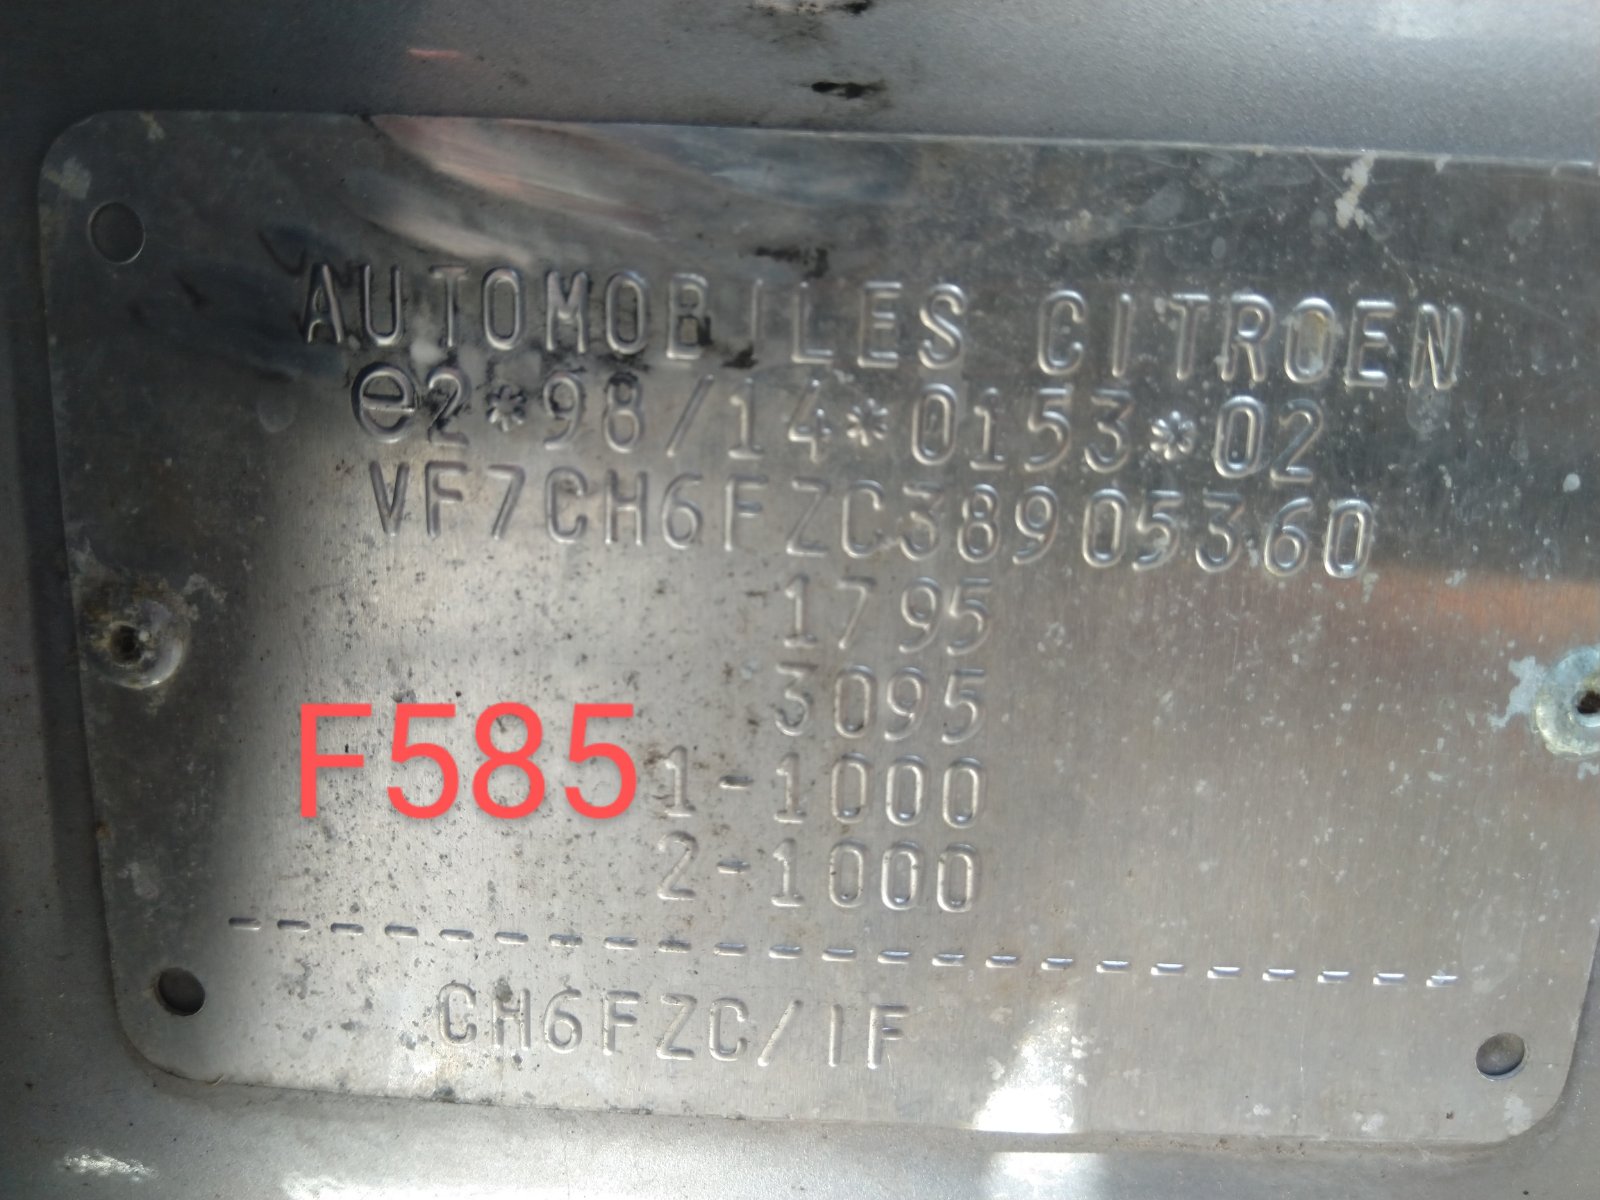 AUTOMOBILES CITROEN
e2*98/14*0153*02
VF7CH6FZC38905360
1795
3095
F585
1-1000
2-1000
-----------------------
CH6FZC/IF